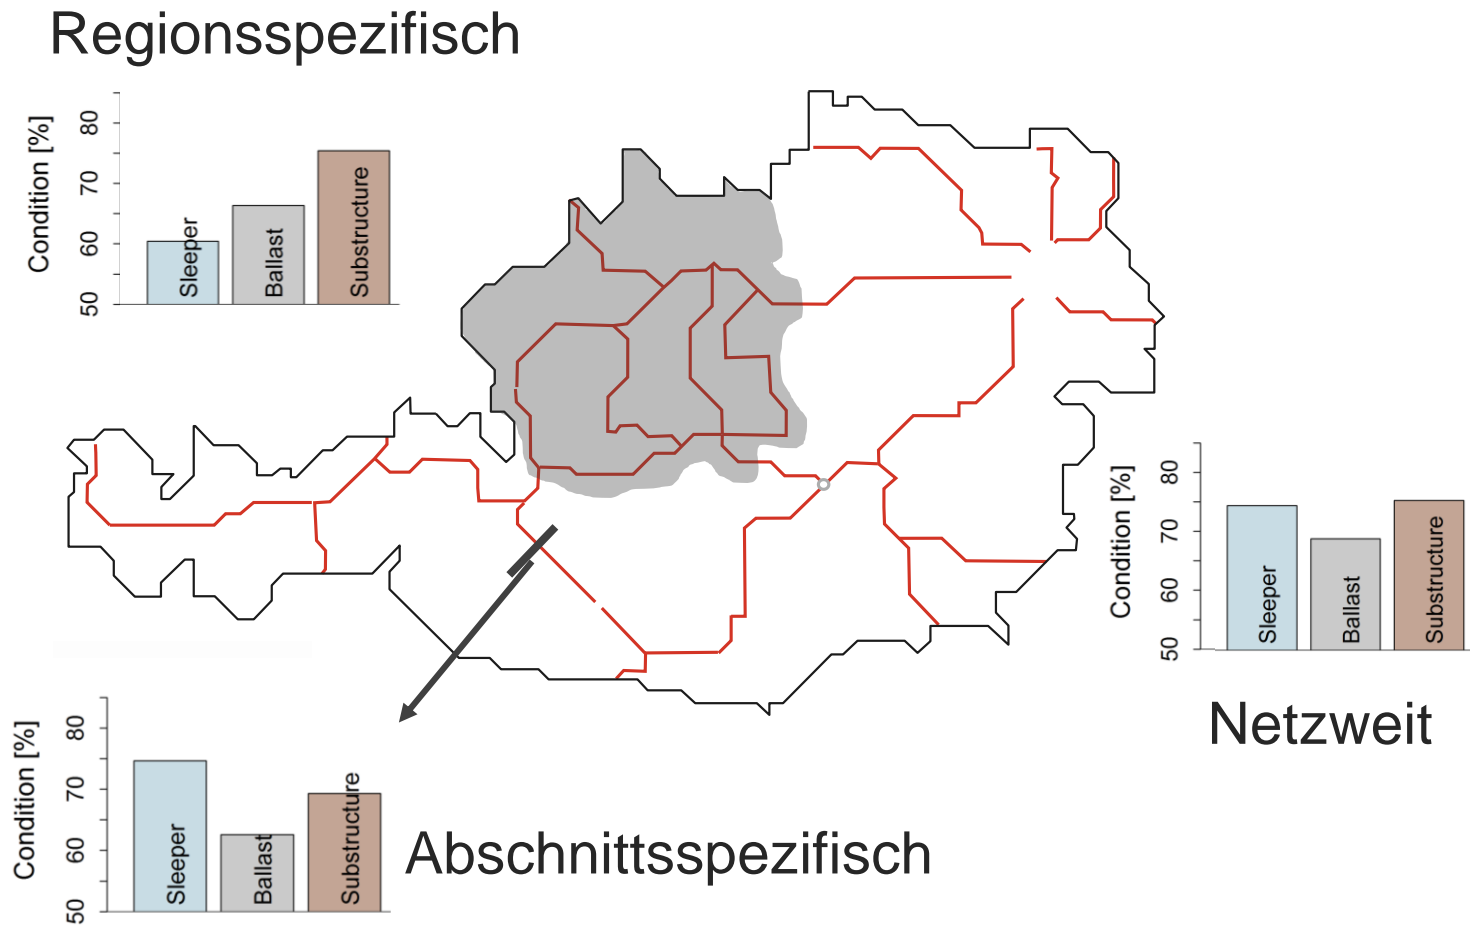 Regionsspezifisch
Condition [%]
80
70
60
50
Sleeper
Ballast
Substructure
Condition [%]
80
70
60
50
Sleeper
Ballast
Substructure
Netzweit
Condition [%]
80
70
60
50
Sleeper
Ballast
Substructure
Abschnittsspezifisch